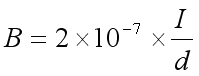 B = 2 × 10⁻⁷ × I/d